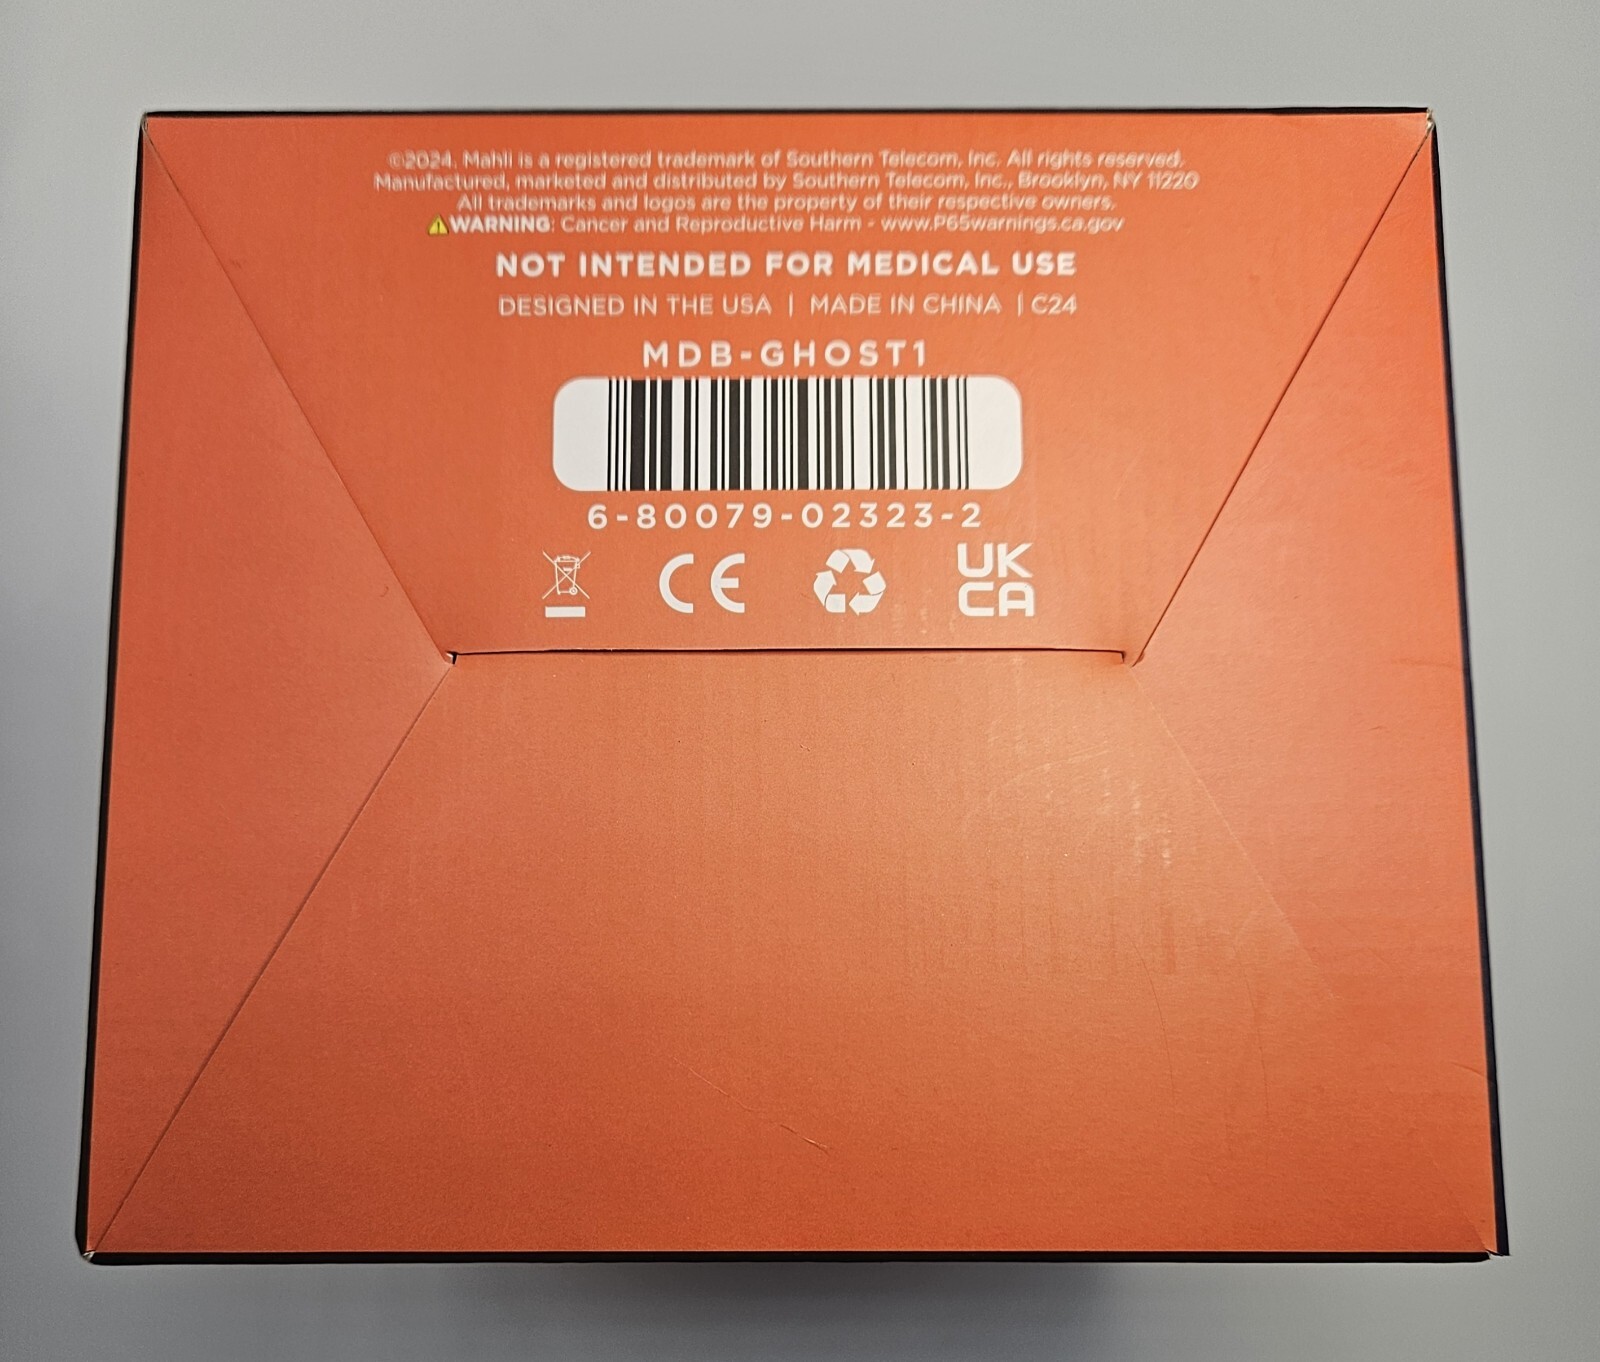 ©2024. Mahli is a registered trademark of Southern Telecom, Inc. All rights reserved.
Manufactured, marketed and distributed by Southern Telecom, Inc., Brooklyn, NY 11220
All trademarks and logos are the property of their respective owners.
⚠WARNING: Cancer and Reproductive Harm - www.P65warnings.ca.gov
NOT INTENDED FOR MEDICAL USE
DESIGNED IN THE USA | MADE IN CHINA | C24
MDB-GHOST1
6-80079-02323-2
CE
UK
CA